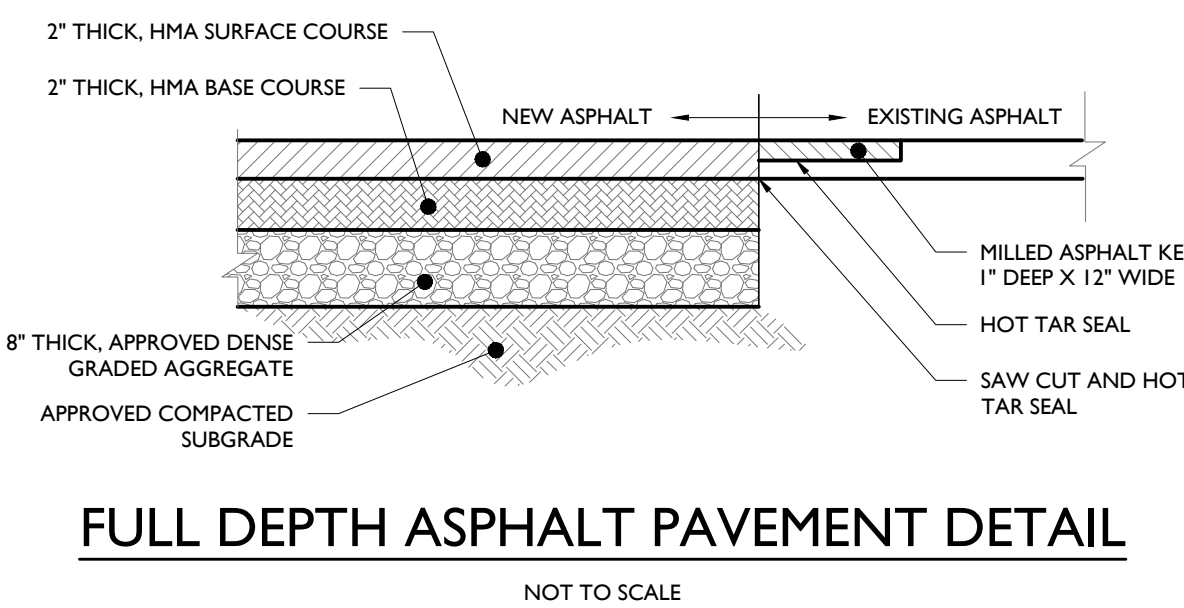 2" THICK, HMA SURFACE COURSE
2" THICK, HMA BASE COURSE
NEW ASPHALT
EXISTING ASPHALT
MILLED ASPHALT KE
1" DEEP X 12" WIDE
HOT TAR SEAL
SAW CUT AND HOT
TAR SEAL
8" THICK, APPROVED DENSE
GRADED AGGREGATE
APPROVED COMPACTED
SUBGRADE
FULL DEPTH ASPHALT PAVEMENT DETAIL
NOT TO SCALE